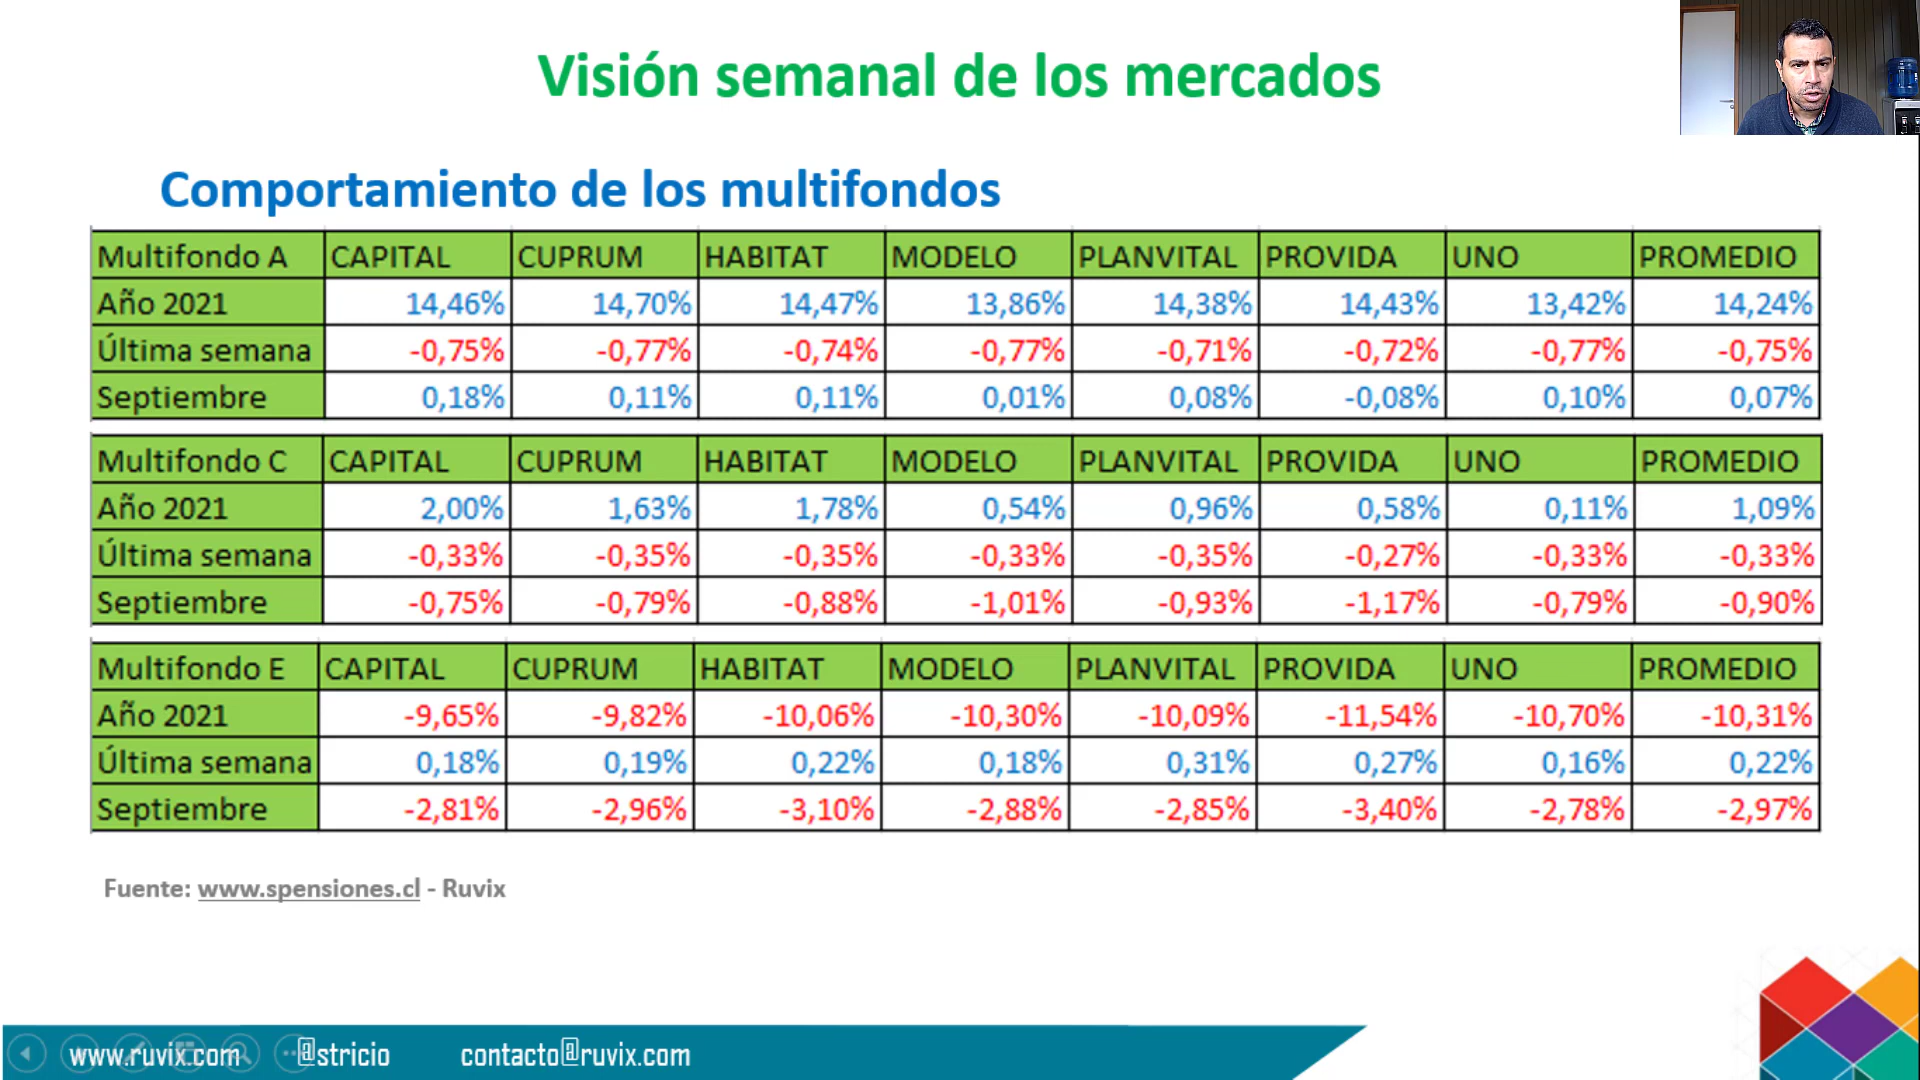 Visión semanal de los mercados
Comportamiento de los multifondos
Multifondo A CAPITAL CUPRUM HABITAT MODELO PLANVITAL PROVIDA UNO PROMEDIO
Año 2021 14,46% 14,70% 14,47% 13,86% 14,38% 14,43% 13,42% 14,24%
Última semana -0,75% -0,77% -0,74% -0,77% -0,71% -0,72% -0,77% -0,75%
Septiembre 0,18% 0,11% 0,11% 0,01% 0,08% -0,08% 0,10% 0,07%
Multifondo C CAPITAL CUPRUM HABITAT MODELO PLANVITAL PROVIDA UNO PROMEDIO
Año 2021 2,00% 1,63% 1,78% 0,54% 0,96% 0,58% 0,11% 1,09%
Última semana -0,33% -0,35% -0,35% -0,33% -0,35% -0,27% -0,33% -0,33%
Septiembre -0,75% -0,79% -0,88% -1,01% -0,93% -1,17% -0,79% -0,90%
Multifondo E CAPITAL CUPRUM HABITAT MODELO PLANVITAL PROVIDA UNO PROMEDIO
Año 2021 -9,65% -9,82% -10,06% -10,30% -10,09% -11,54% -10,70% -10,31%
Última semana 0,18% 0,19% 0,22% 0,18% 0,31% 0,27% 0,16% 0,22%
Septiembre -2,81% -2,96% -3,10% -2,88% -2,85% -3,40% -2,78% -2,97%
Fuente: www.spensiones.cl - Ruvix
www.ruvix.com @stricio contacto@ruvix.com